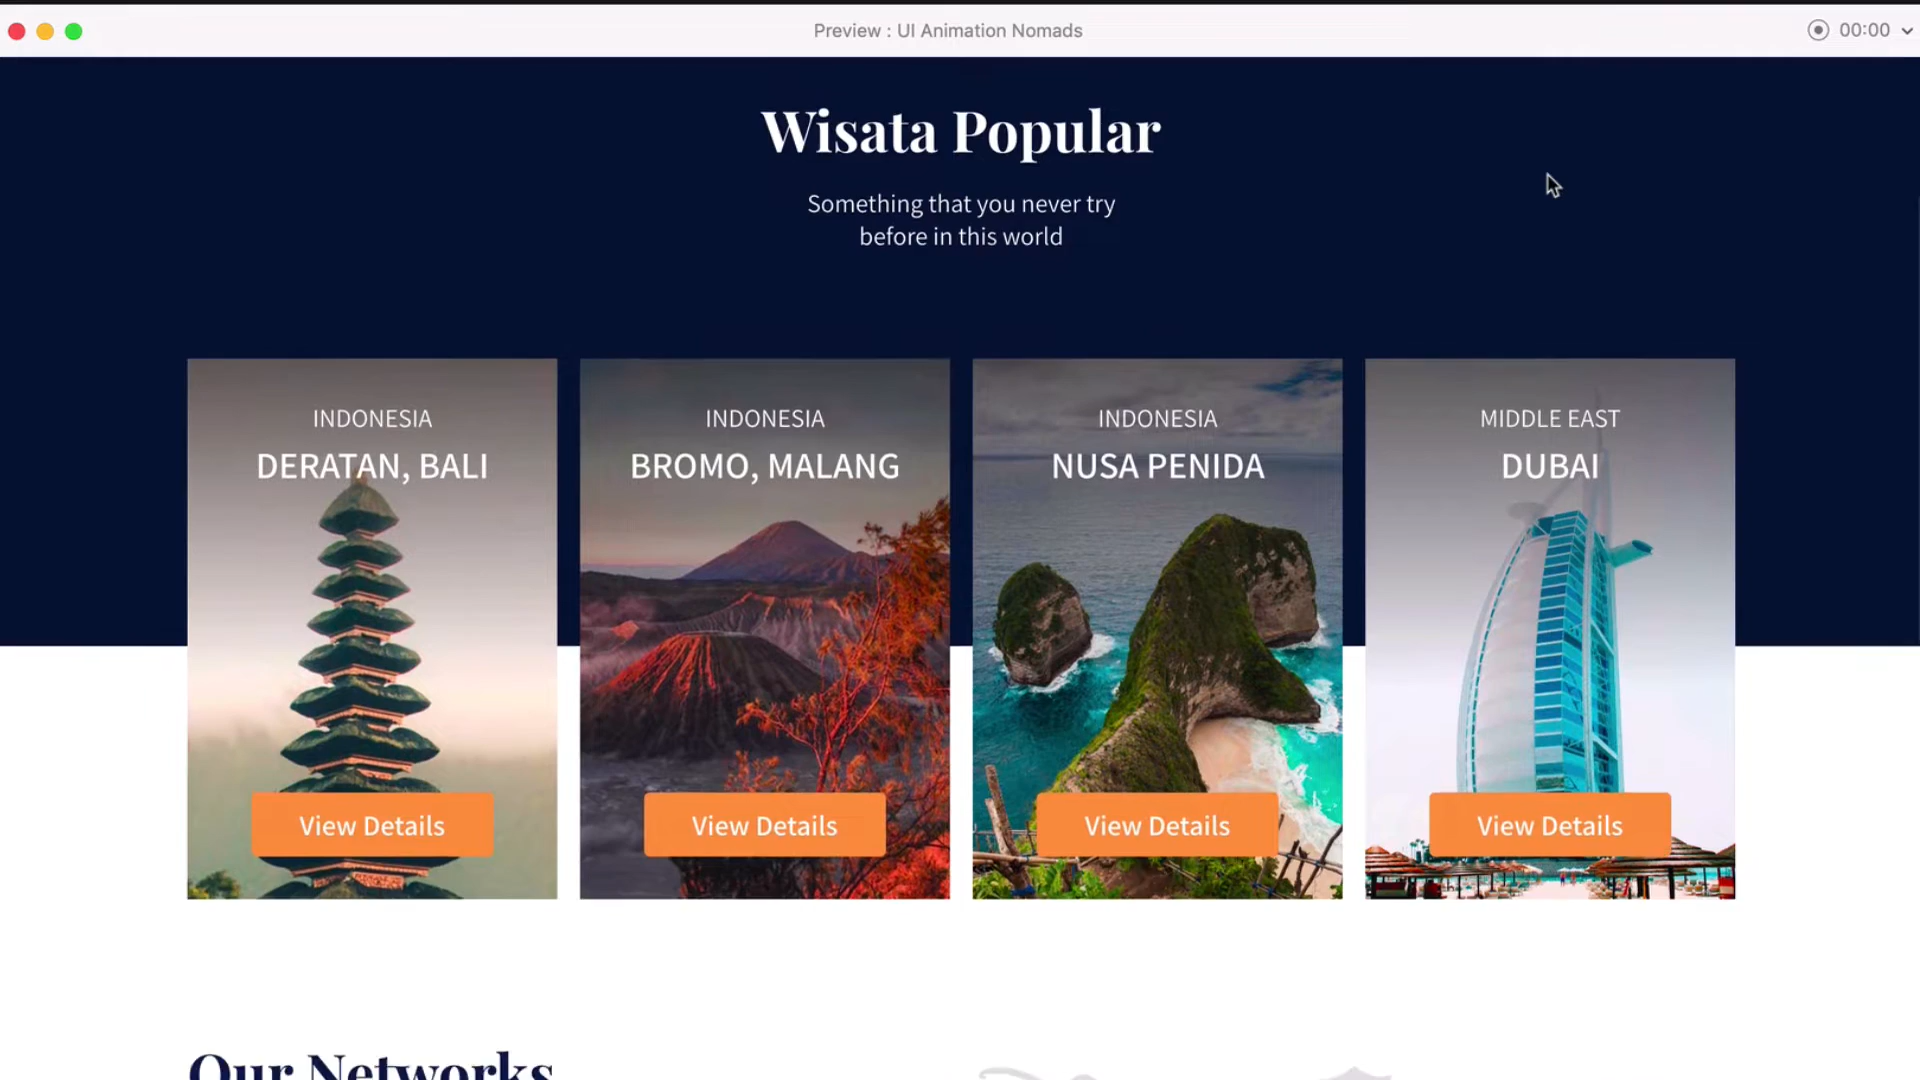 Preview : UI Animation Nomads
00:00
Wisata Popular
Something that you never try
before in this world
INDONESIA
DERATAN, BALI
View Details
INDONESIA
BROMO, MALANG
View Details
INDONESIA
NUSA PENIDA
View Details
MIDDLE EAST
DUBAI
View Details
Our Networks